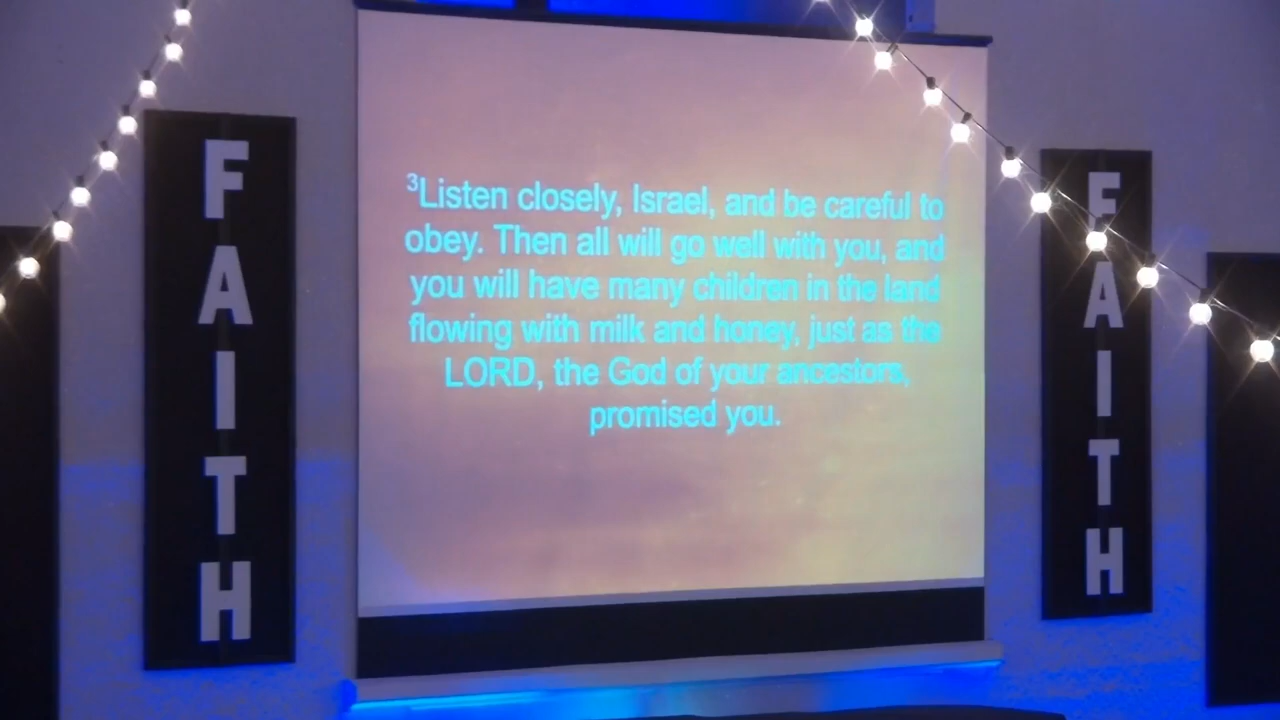 FAITH
³Listen closely, Israel, and be careful to
obey. Then all will go well with you, and
you will have many children in the land
flowing with milk and honey, just as the
LORD, the God of your ancestors,
promised you.
FAITH